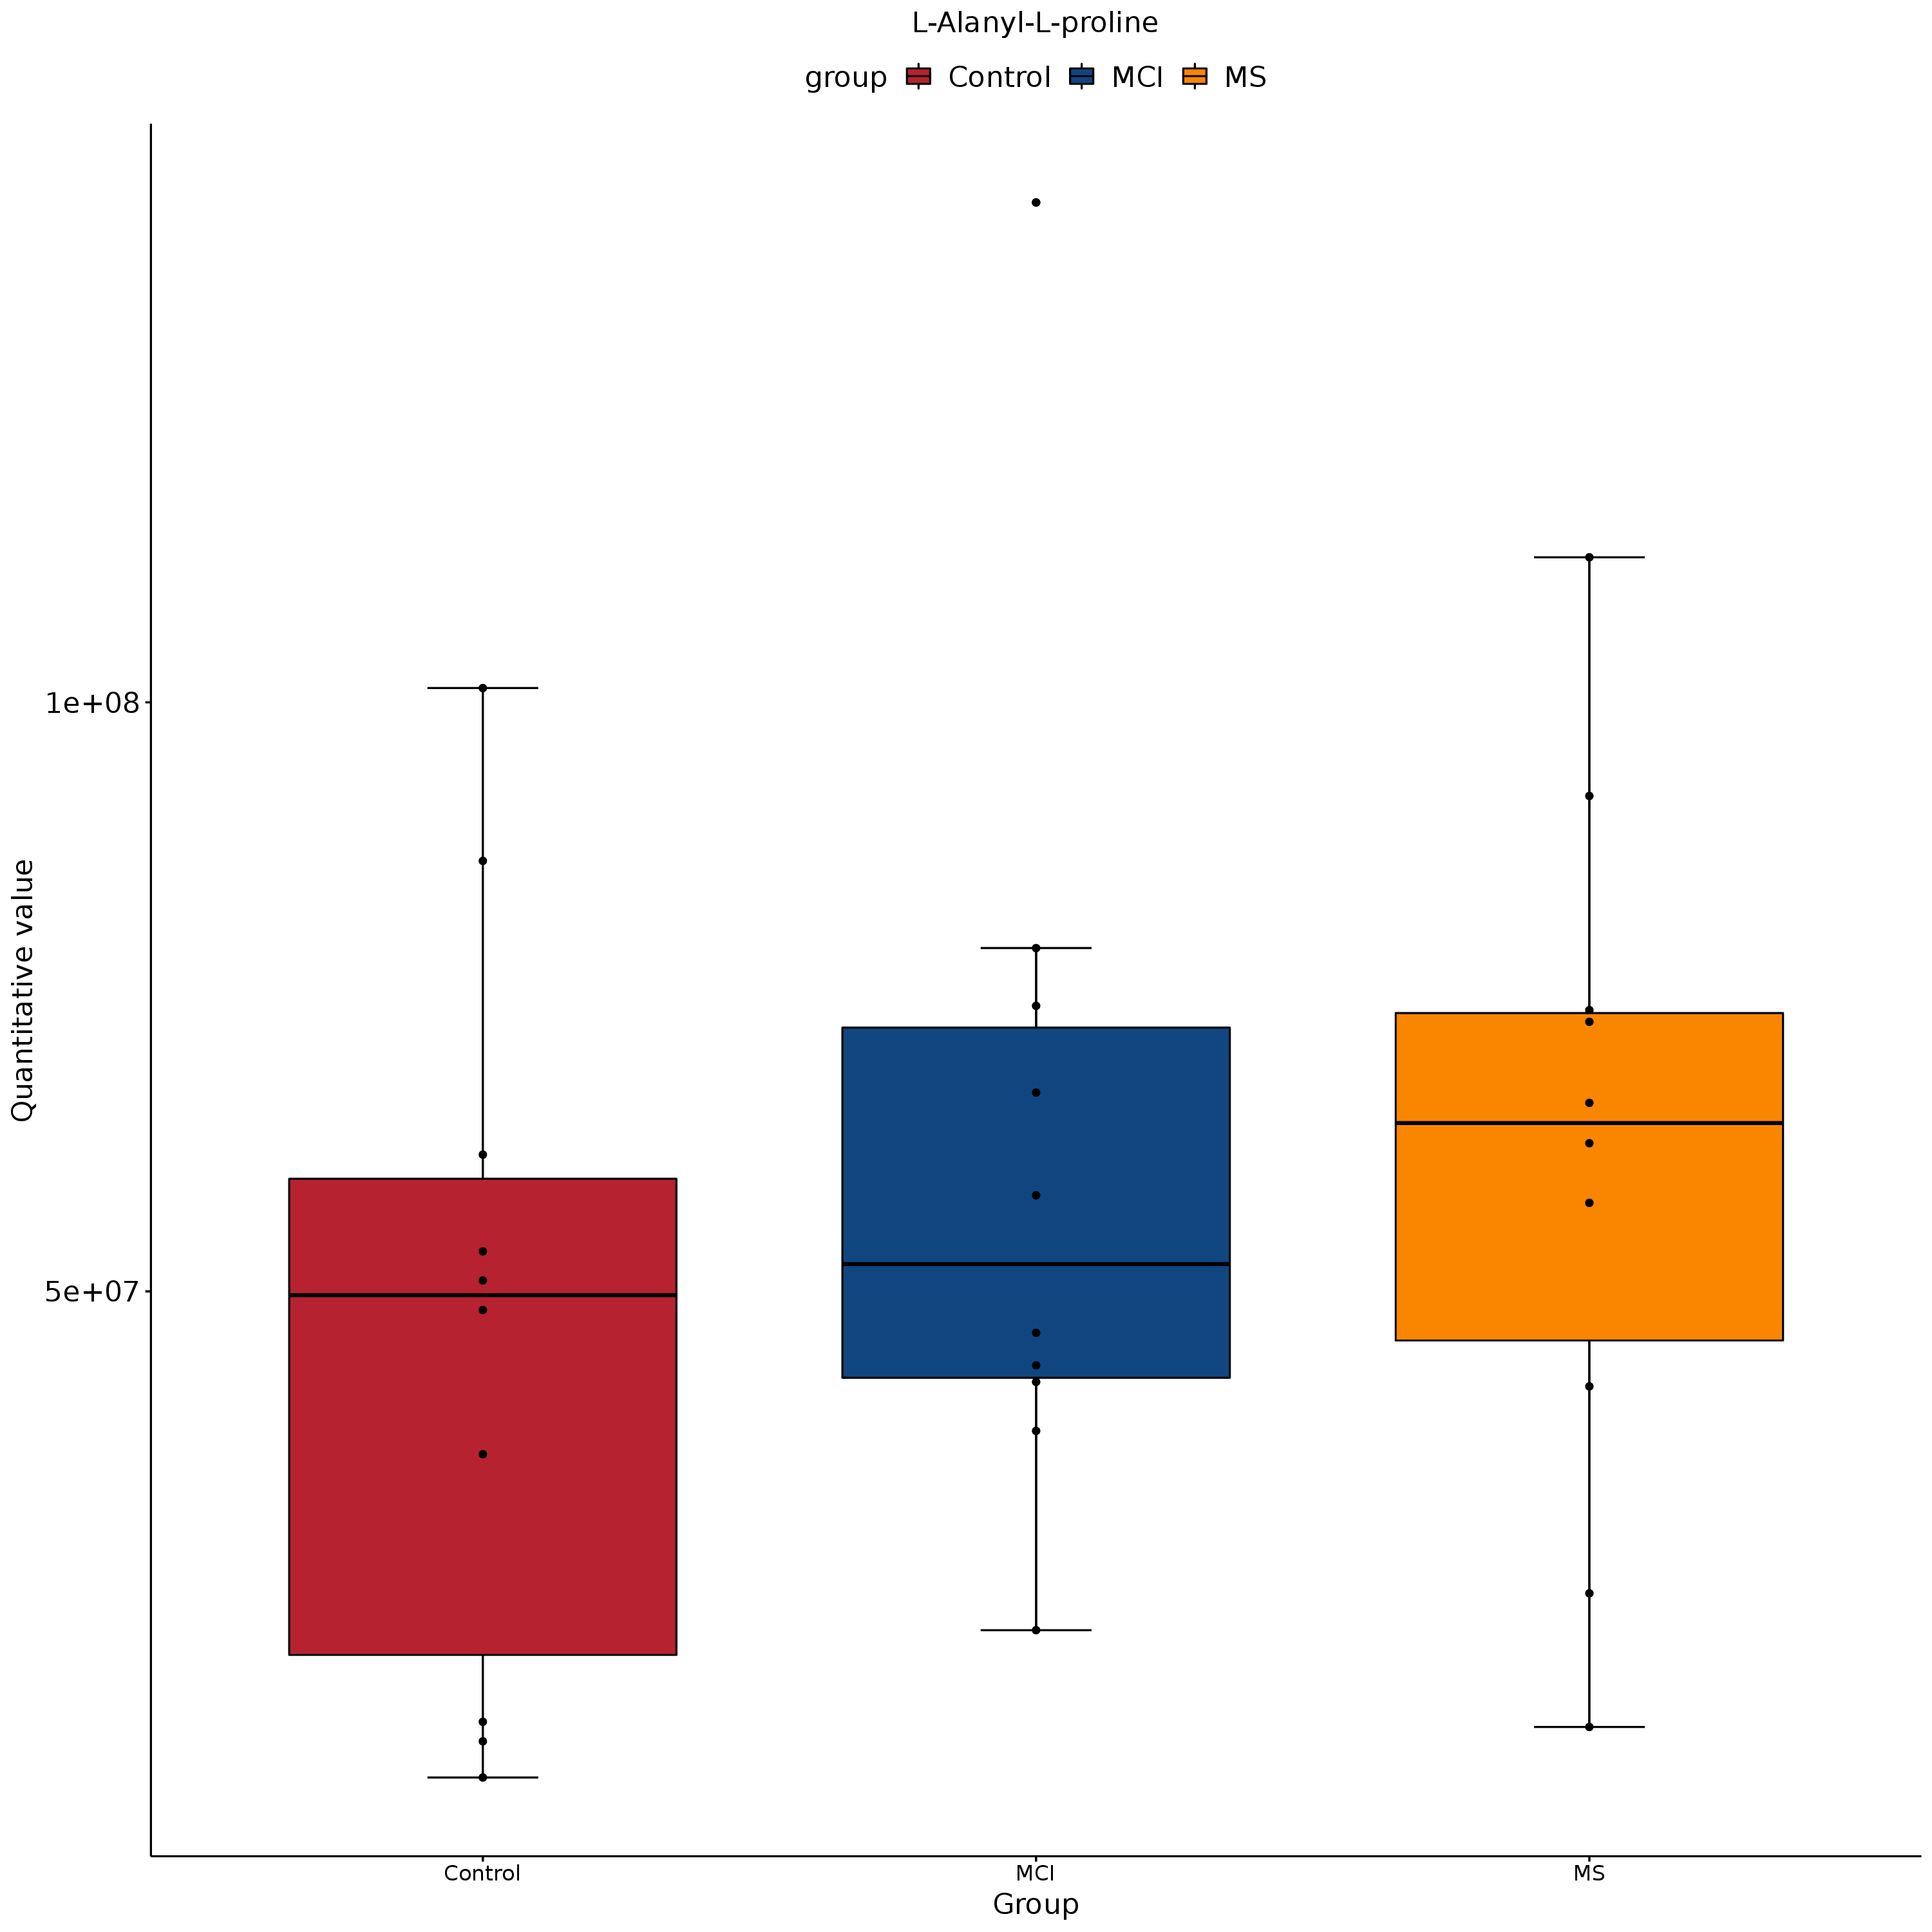 L-Alanyl-L-proline
group Control MCI MS
1e+08
5e+07
Quantitative value
Control MCI MS
Group